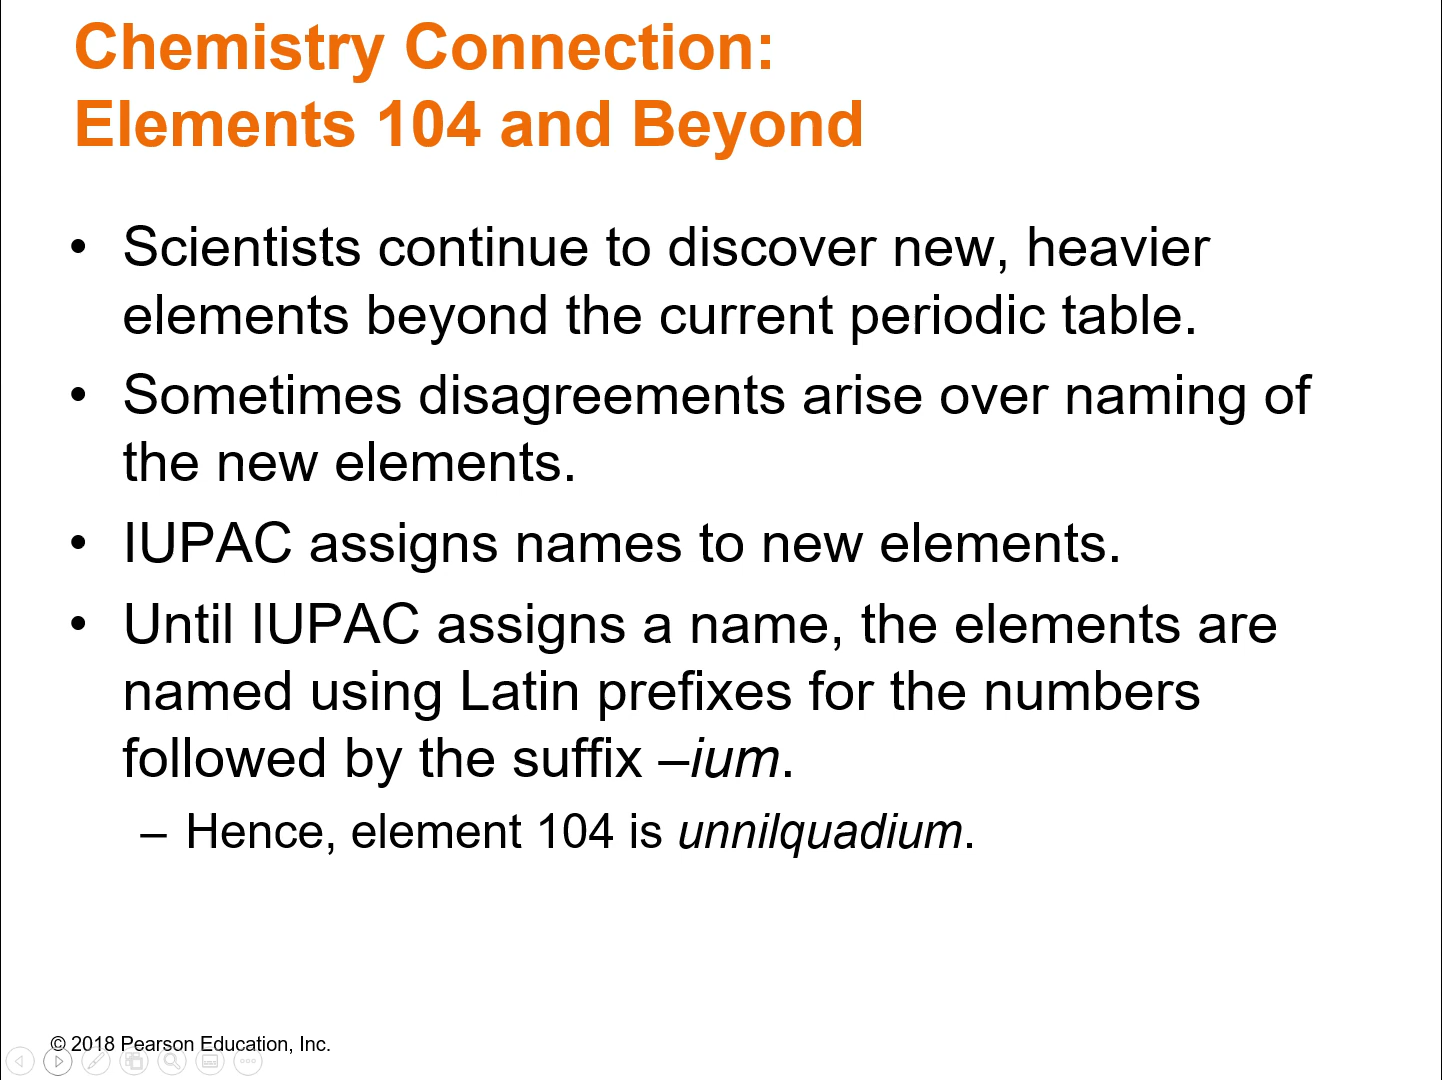 Chemistry Connection:
Elements 104 and Beyond
• Scientists continue to discover new, heavier
elements beyond the current periodic table.
• Sometimes disagreements arise over naming of
the new elements.
• IUPAC assigns names to new elements.
• Until IUPAC assigns a name, the elements are
named using Latin prefixes for the numbers
followed by the suffix –ium.
– Hence, element 104 is unnilquadium.
© 2018 Pearson Education, Inc.